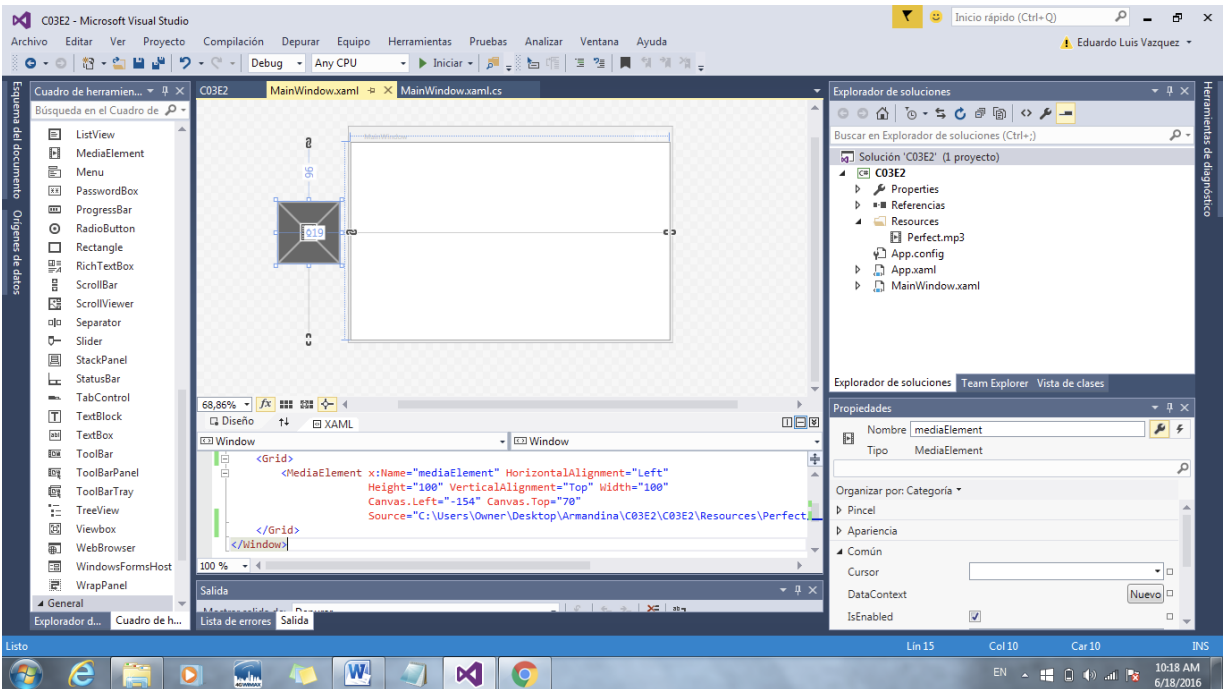 C03E2 - Microsoft Visual Studio
Inicio rápido (Ctrl+Q)
Archivo Editar Ver Proyecto Compilación Depurar Equipo Herramientas Pruebas Analizar Ventana Ayuda
Eduardo Luis Vazquez
Debug Any CPU Iniciar
Esquema del documento
Orígenes de datos
Cuadro de herramien...
Búsqueda en el Cuadro de
ListView
MediaElement
Menu
PasswordBox
ProgressBar
RadioButton
Rectangle
RichTextBox
ScrollBar
ScrollViewer
Separator
Slider
StackPanel
StatusBar
TabControl
TextBlock
TextBox
ToolBar
ToolBarPanel
ToolBarTray
TreeView
Viewbox
WebBrowser
WindowsFormsHost
WrapPanel
General
Explorador d... Cuadro de h...
C03E2 MainWindow.xaml MainWindow.xaml.cs
MainWindow
96
619
68,86%
Diseño XAML
Window Window
<Grid>
<MediaElement x:Name="mediaElement" HorizontalAlignment="Left"
Height="100" VerticalAlignment="Top" Width="100"
Canvas.Left="-154" Canvas.Top="70"
Source="C:\Users\Owner\Desktop\Armandina\C03E2\C03E2\Resources\Perfect.
</Grid>
</Window>
100 %
Salida
Lista de errores Salida
Explorador de soluciones
Buscar en Explorador de soluciones (Ctrl+;)
Solución 'C03E2' (1 proyecto)
C# C03E2
Properties
Referencias
Resources
Perfect.mp3
App.config
App.xaml
MainWindow.xaml
Explorador de soluciones Team Explorer Vista de clases
Propiedades
Nombre mediaElement
Tipo MediaElement
Organizar por: Categoría
Pincel
Apariencia
Común
Cursor
DataContext Nuevo
IsEnabled
Herramientas de diagnóstico
Listo Lín 15 Col 10 Car 10 INS
EN 10:18 AM
6/18/2016